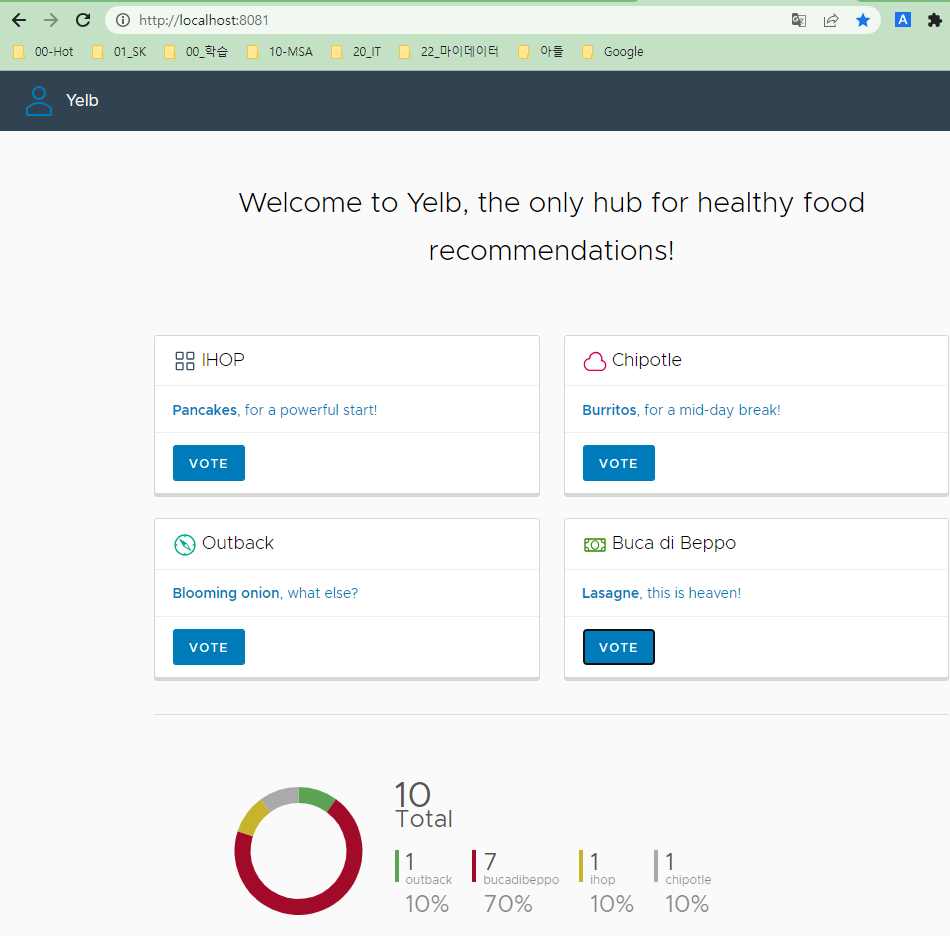 http://localhost:8081
A
00-Hot 01_SK 00_학습 10-MSA 20_IT 22_마이데이터 아들 Google
Yelb
Welcome to Yelb, the only hub for healthy food
recommendations!
IHOP
Pancakes, for a powerful start!
VOTE
Chipotle
Burritos, for a mid-day break!
VOTE
Outback
Blooming onion, what else?
VOTE
Buca di Beppo
Lasagne, this is heaven!
VOTE
10
Total
1 7 1 1
outback bucadibeppo ihop chipotle
10% 70% 10% 10%